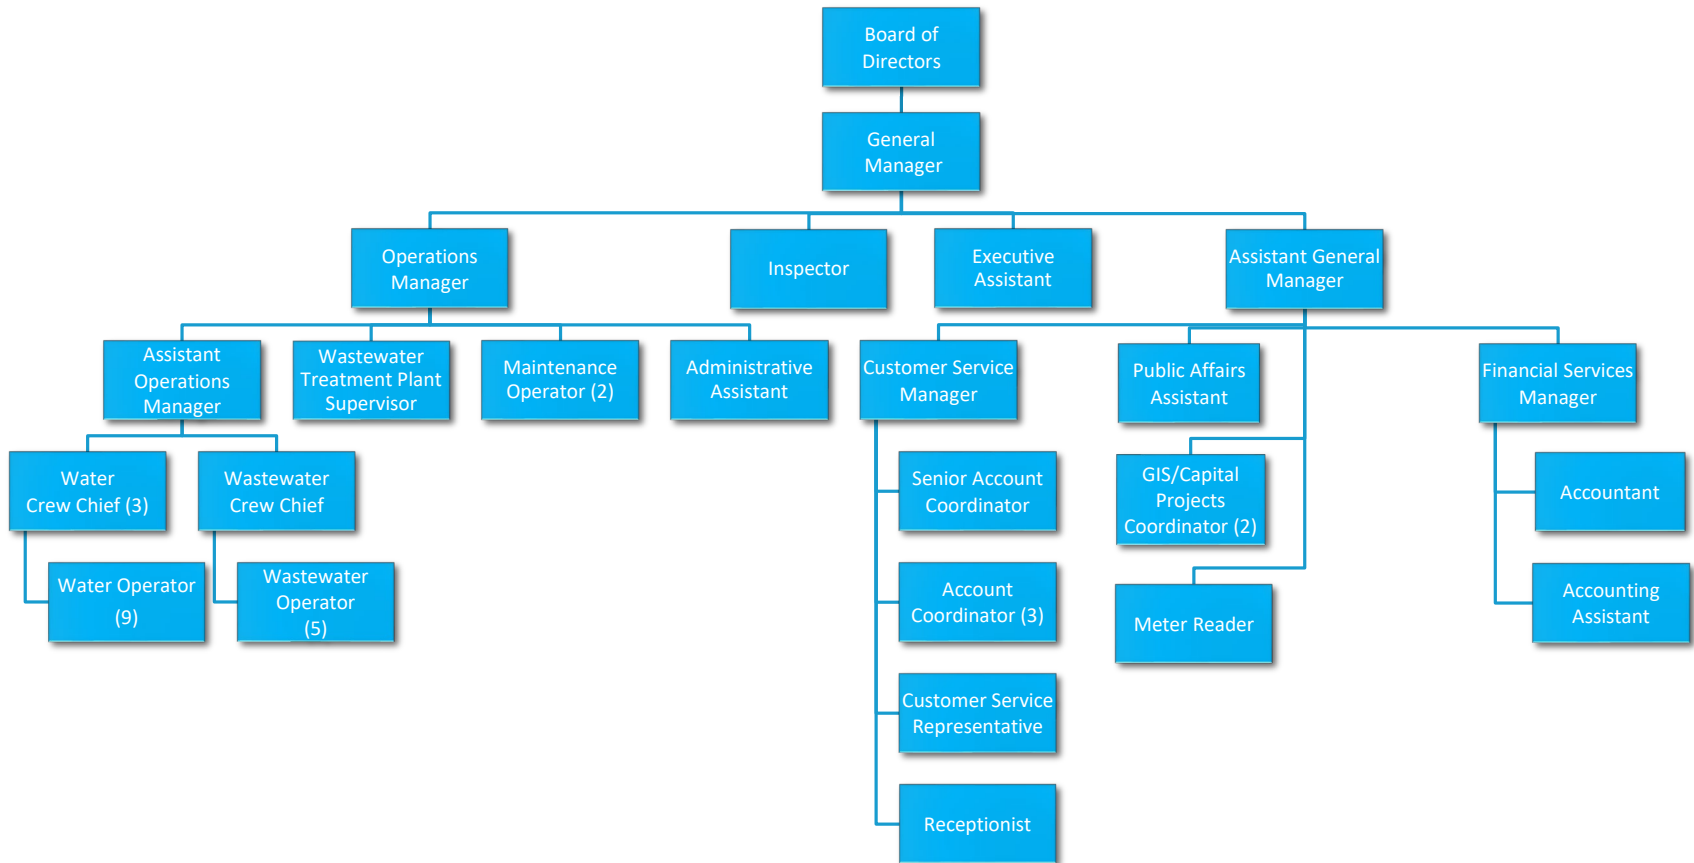 Board of
Directors
General
Manager
Operations
Manager
Inspector
Executive
Assistant
Assistant General
Manager
Assistant
Operations
Manager
Wastewater
Treatment Plant
Supervisor
Maintenance
Operator (2)
Administrative
Assistant
Customer Service
Manager
Public Affairs
Assistant
Financial Services
Manager
Water
Crew Chief (3)
Wastewater
Crew Chief
Senior Account
Coordinator
GIS/Capital
Projects
Coordinator (2)
Accountant
Water Operator
(9)
Wastewater
Operator
(5)
Account
Coordinator (3)
Meter Reader
Accounting
Assistant
Customer Service
Representative
Receptionist